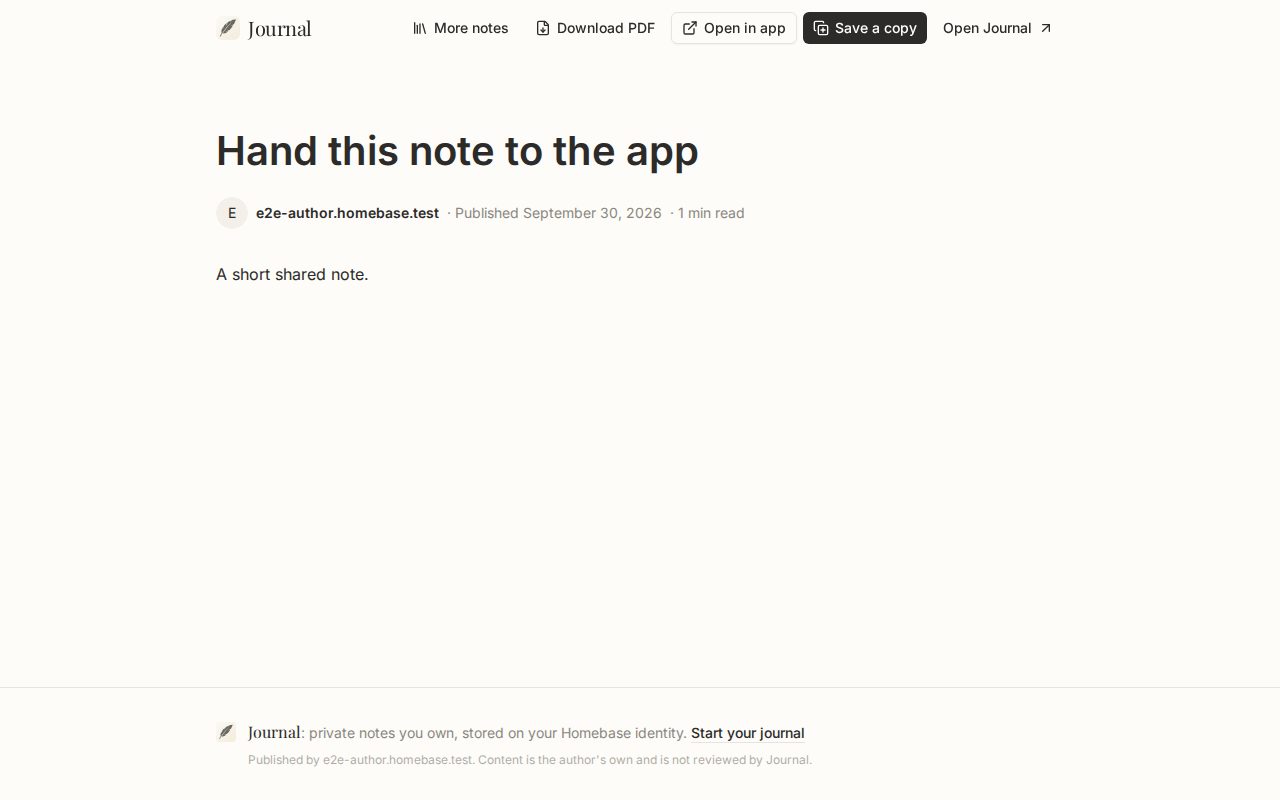 Journal More notes Download PDF Open in app Save a copy Open Journal
Hand this note to the app
E e2e-author.homebase.test · Published September 30, 2026 · 1 min read
A short shared note.
Journal: private notes you own, stored on your Homebase identity. Start your journal
Published by e2e-author.homebase.test. Content is the author's own and is not reviewed by Journal.